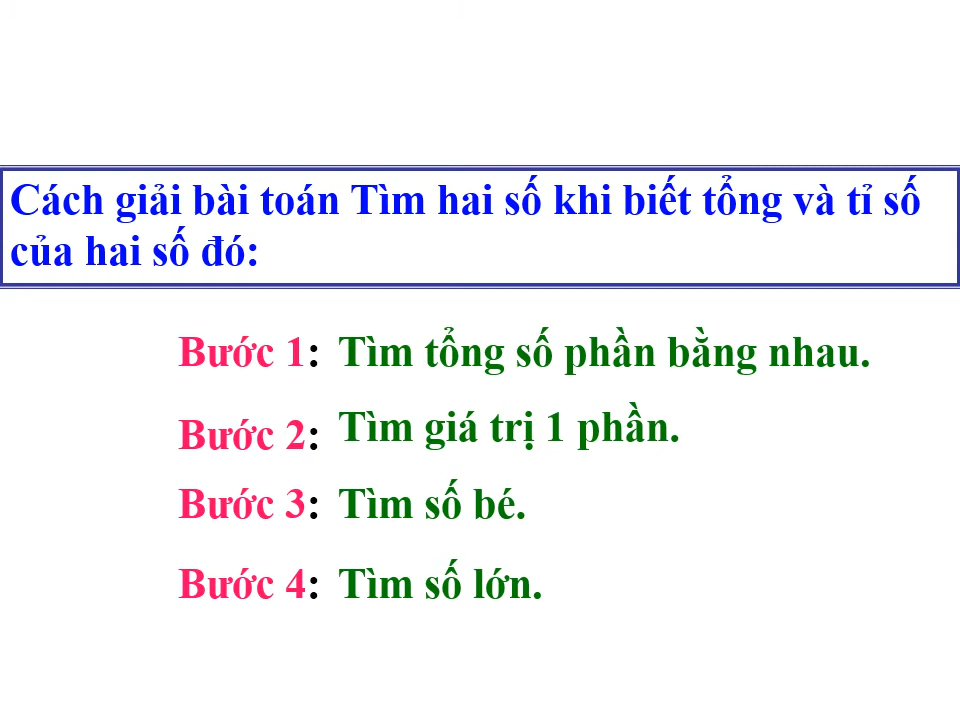 Cách giải bài toán Tìm hai số khi biết tổng và tỉ số
của hai số đó:
Bước 1: Tìm tổng số phần bằng nhau.
Bước 2: Tìm giá trị 1 phần.
Bước 3: Tìm số bé.
Bước 4: Tìm số lớn.